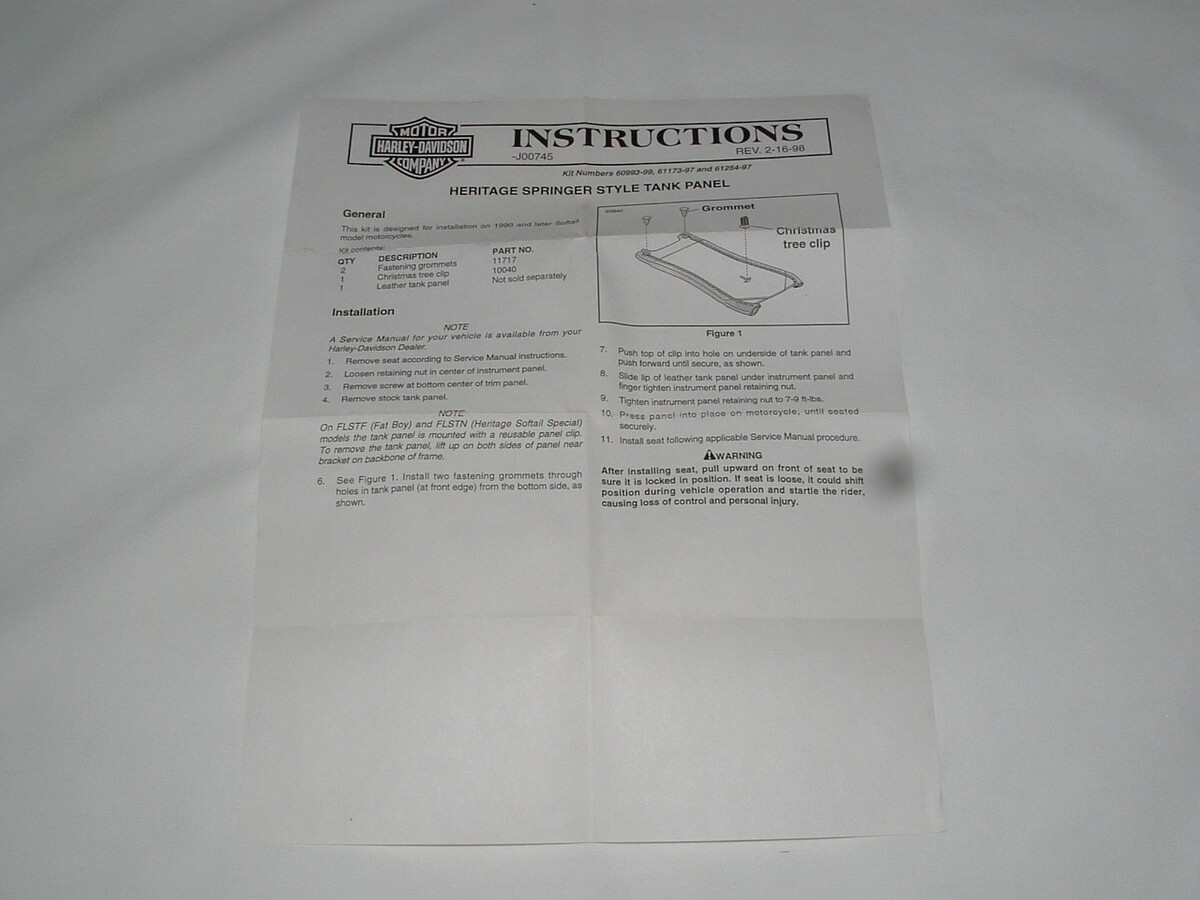 MOTOR
HARLEY-DAVIDSON
COMPANY
INSTRUCTIONS
-J00745
REV. 2-16-98
Kit Numbers 60993-99, 61173-97 and 61254-97
HERITAGE SPRINGER STYLE TANK PANEL
General
This kit is designed for installation on 1990 and later Softail
model motorcycles.
Kit contents:
QTY DESCRIPTION PART NO.
2 Fastening grommets 11717
1 Christmas tree clip 10040
1 Leather tank panel Not sold separately
Installation
NOTE
A Service Manual for your vehicle is available from your
Harley-Davidson Dealer.
1. Remove seat according to Service Manual instructions.
2. Loosen retaining nut in center of instrument panel.
3. Remove screw at bottom center of trim panel.
4. Remove stock tank panel.
NOTE
On FLSTF (Fat Boy) and FLSTN (Heritage Softail Special)
models the tank panel is mounted with a reusable panel clip.
To remove the tank panel, lift up on both sides of panel near
bracket on backbone of frame.
6. See Figure 1. Install two fastening grommets through
holes in tank panel (at front edge) from the bottom side, as
shown.
Grommet
Christmas
tree clip
Figure 1
7. Push top of clip into hole on underside of tank panel and
push forward until secure, as shown.
8. Slide lip of leather tank panel under instrument panel and
finger tighten instrument panel retaining nut.
9. Tighten instrument panel retaining nut to 7-9 ft-lbs.
10. Press panel into place on motorcycle, until seated
securely.
11. Install seat following applicable Service Manual procedure.
WARNING
After installing seat, pull upward on front of seat to be
sure it is locked in position. If seat is loose, it could shift
position during vehicle operation and startle the rider,
causing loss of control and personal injury.